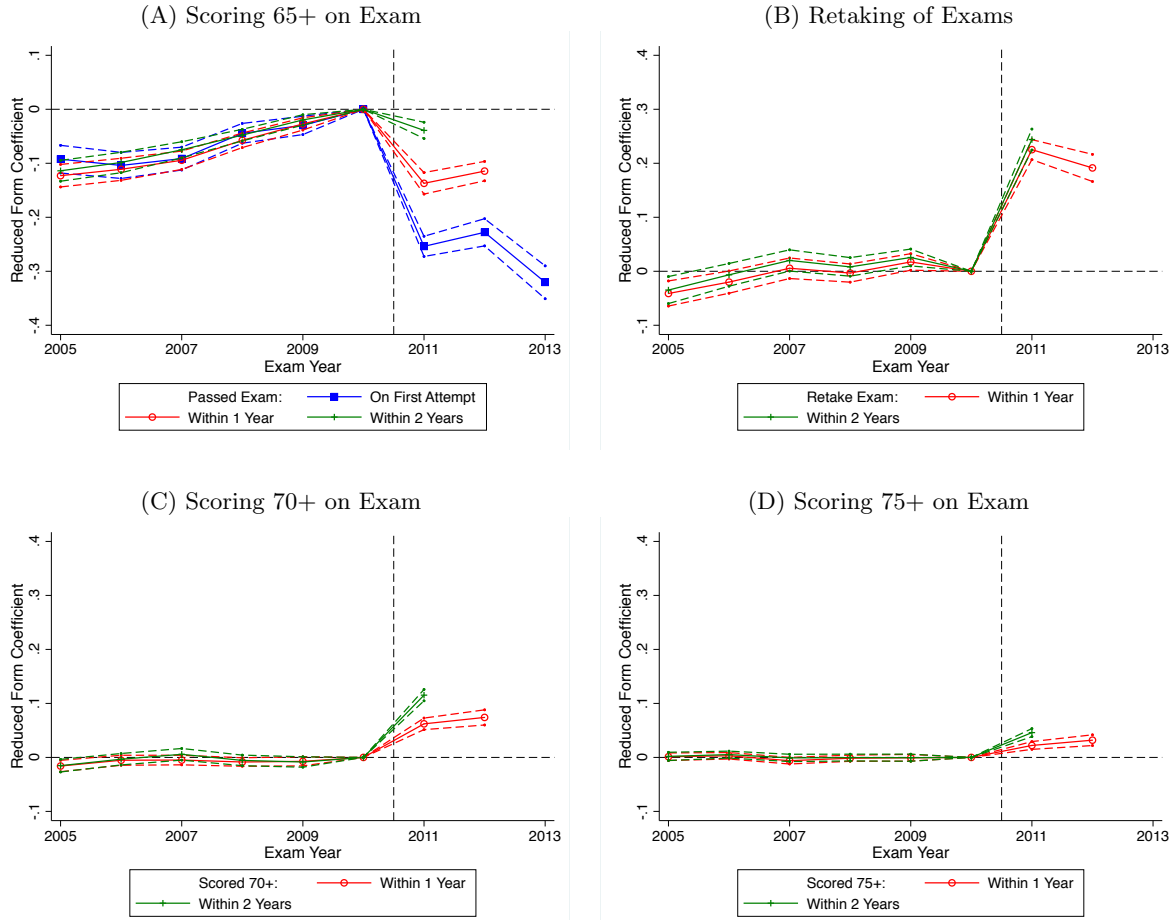 (A) Scoring 65+ on Exam
Reduced Form Coefficient
.1
0
-.1
-.2
-.3
-.4
2005
2007
2009
2011
2013
Exam Year
Passed Exam:
On First Attempt
Within 1 Year
Within 2 Years
(B) Retaking of Exams
Reduced Form Coefficient
.4
.3
.2
.1
0
-.1
2005
2007
2009
2011
2013
Exam Year
Retake Exam:
Within 1 Year
Within 2 Years
(C) Scoring 70+ on Exam
Reduced Form Coefficient
.4
.3
.2
.1
0
-.1
2005
2007
2009
2011
2013
Exam Year
Scored 70+:
Within 1 Year
Within 2 Years
(D) Scoring 75+ on Exam
Reduced Form Coefficient
.4
.3
.2
.1
0
-.1
2005
2007
2009
2011
2013
Exam Year
Scored 75+:
Within 1 Year
Within 2 Years